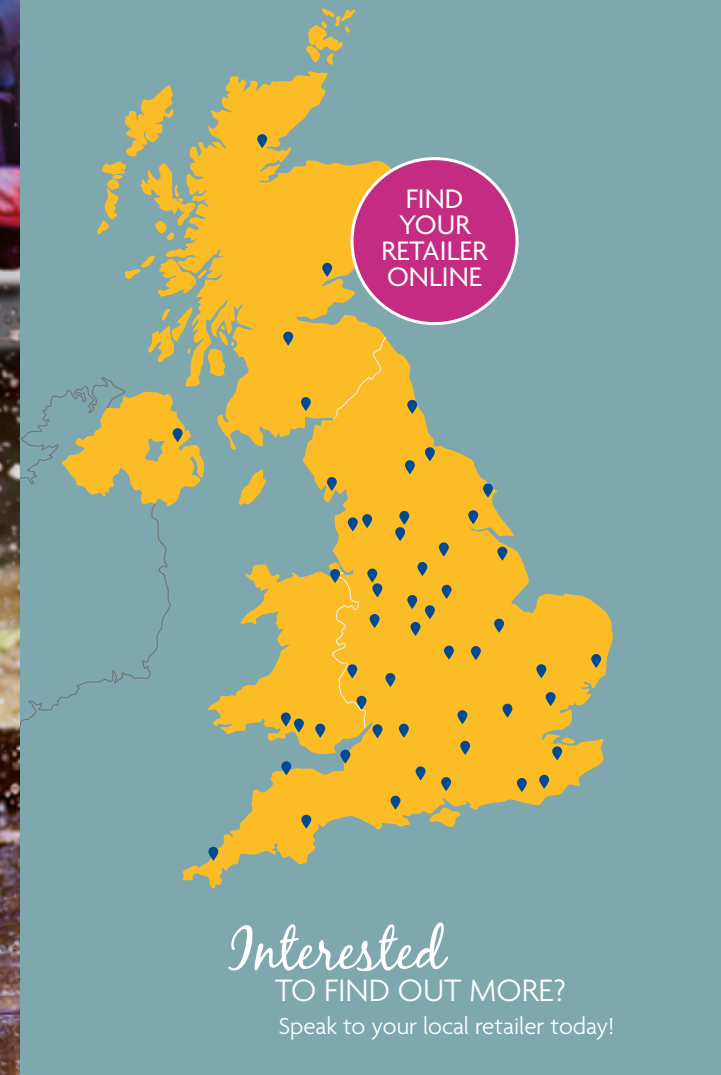 FIND
YOUR
RETAILER
ONLINE
Interested
TO FIND OUT MORE?
Speak to your local retailer today!